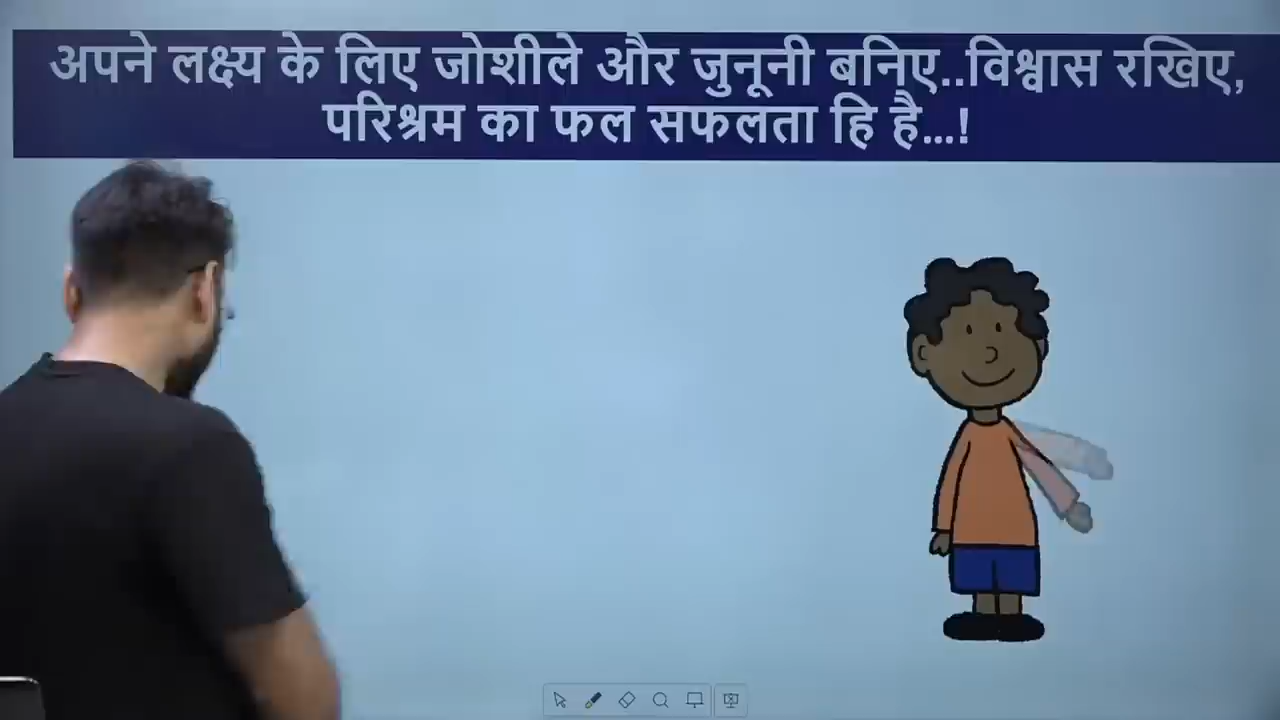 अपने लक्ष्य के लिए जोशीले और जुनूनी बनिए..विश्वास रखिए,
परिश्रम का फल सफलता हि है...!